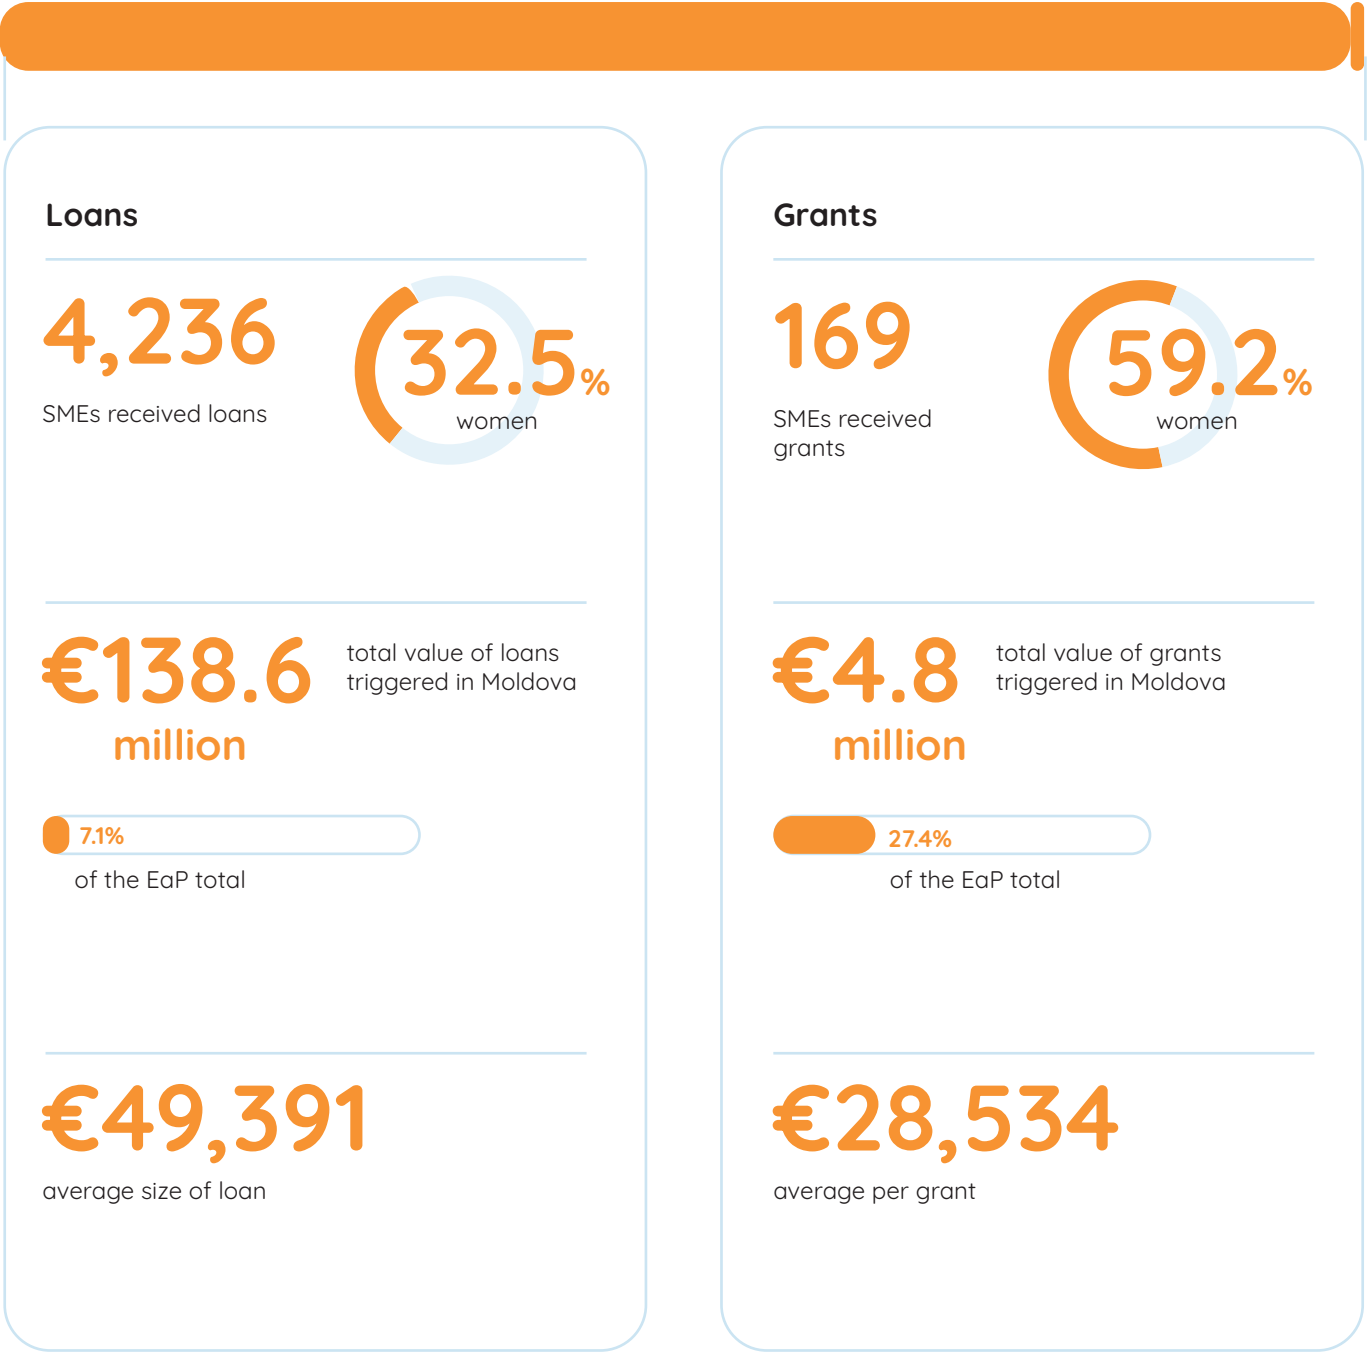 Loans
4,236
SMEs received loans
32.5%
women
€138.6
million
total value of loans
triggered in Moldova
7.1%
of the EaP total
€49,391
average size of loan
Grants
169
SMEs received
grants
59.2%
women
€4.8
million
total value of grants
triggered in Moldova
27.4%
of the EaP total
€28,534
average per grant